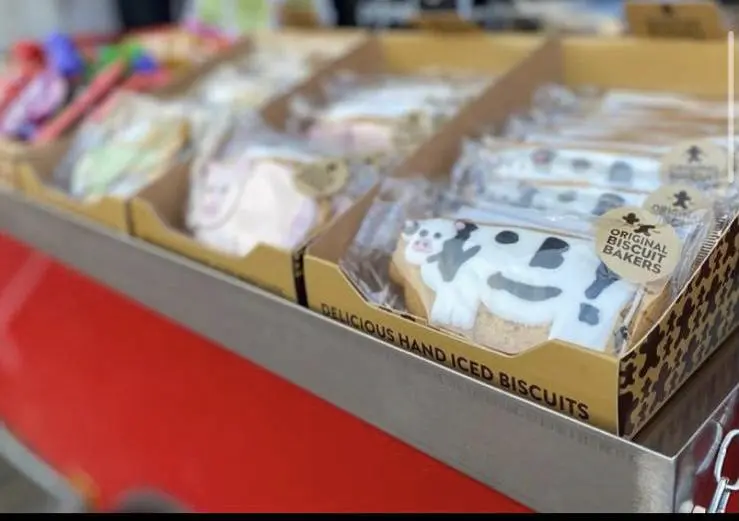 ORIGINAL
BISCUIT
BAKERS
DELICIOUS HAND ICED BISCUITS